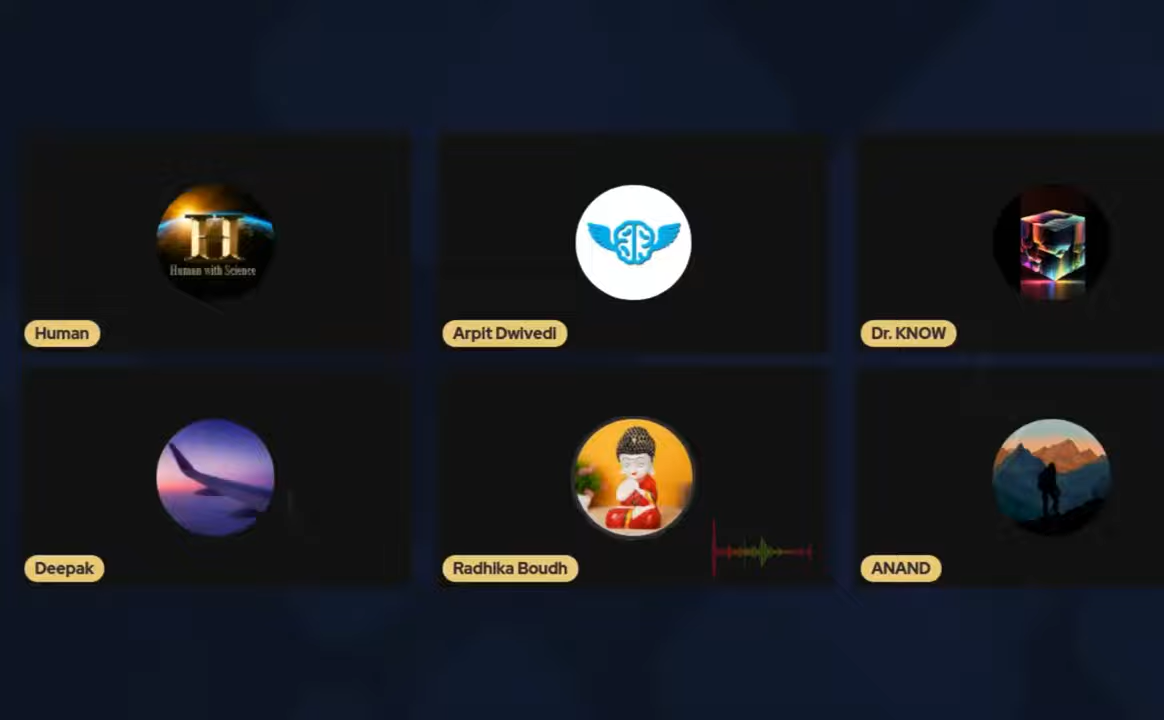 H
Human with Science
Human
Arpit Dwivedi
Dr. KNOW
Deepak
Radhika Boudh
ANAND